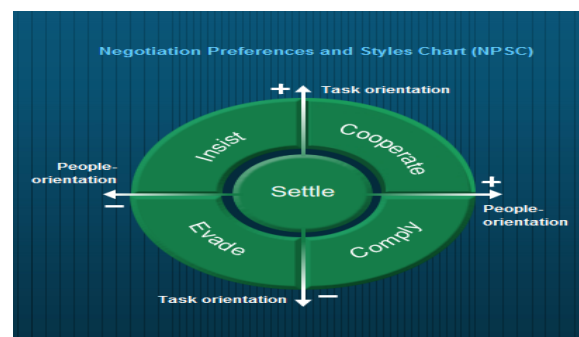 Negotiation Preferences and Styles Chart (NPSC)
+
Task orientation
Insist
Cooperate
People-
orientation
−
Settle
+
People-
orientation
Evade
Comply
Task orientation
−